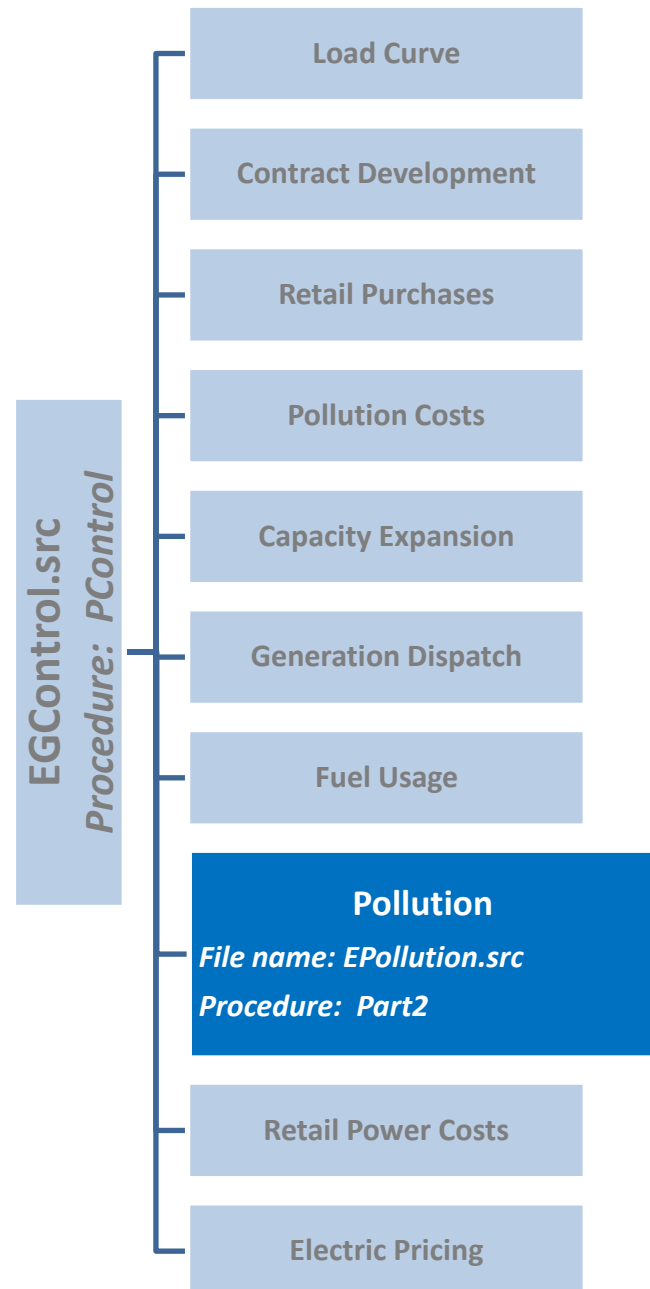 Load Curve
Contract Development
Retail Purchases
Pollution Costs
EGControl.src
Procedure:  PControl
Capacity Expansion
Generation Dispatch
Fuel Usage
Pollution
File name: EPollution.src
Procedure:  Part2
Retail Power Costs
Electric Pricing